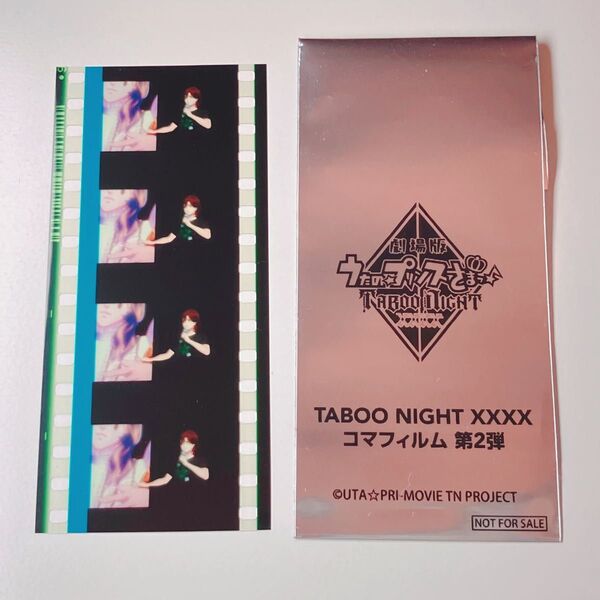 劇場版
うたの☆プリンスさまっ♪
TABOO NIGHT
XXXX
TABOO NIGHT XXXX
コマフィルム 第2弾
©UTA☆PRI-MOVIE TN PROJECT
NOT FOR SALE